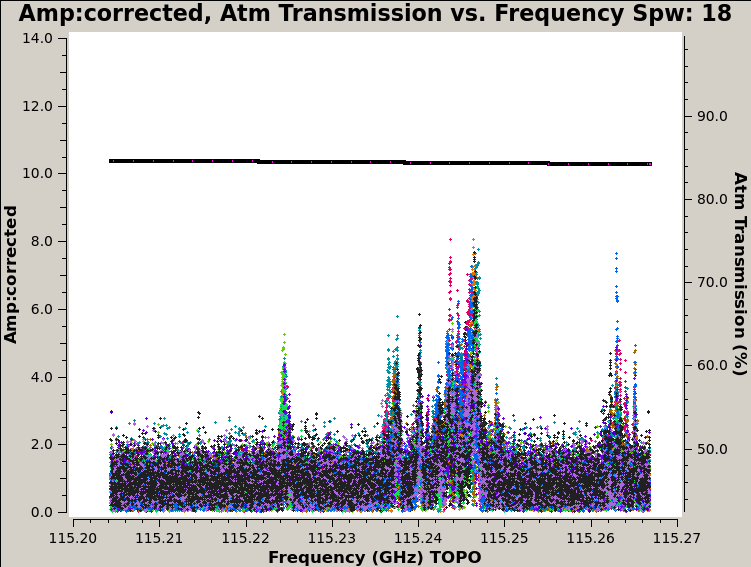 Amp:corrected, Atm Transmission vs. Frequency Spw: 18
14.0
12.0
10.0
8.0
6.0
4.0
2.0
0.0
Amp:corrected
90.0
80.0
70.0
60.0
50.0
Atm Transmission (%)
115.20 115.21 115.22 115.23 115.24 115.25 115.26 115.27
Frequency (GHz) TOPO